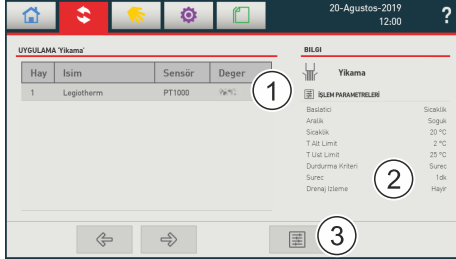 20-Agustos-2019
12:00
?
UYGULAMA 'Yikama'
Hay Isim Sensör Deger
1 Legiotherm PT1000
1
BILGI
Yikama
İŞLEM PARAMETRELERİ
Baslatici Sicaklik
Aralik Soguk
Sicaklik 20 °C
T Alt Limit 2 °C
T Ust Limit 25 °C
Durdurma Kriteri Surec
Surec 1dk
Drenaj Izleme Hayir
2
3